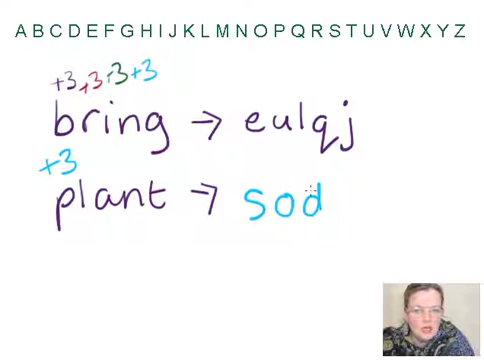 A B C D E F G H I J K L M N O P Q R S T U V W X Y Z
+3 +3 +3 +3
bring → eulqj
+3
plant → sod